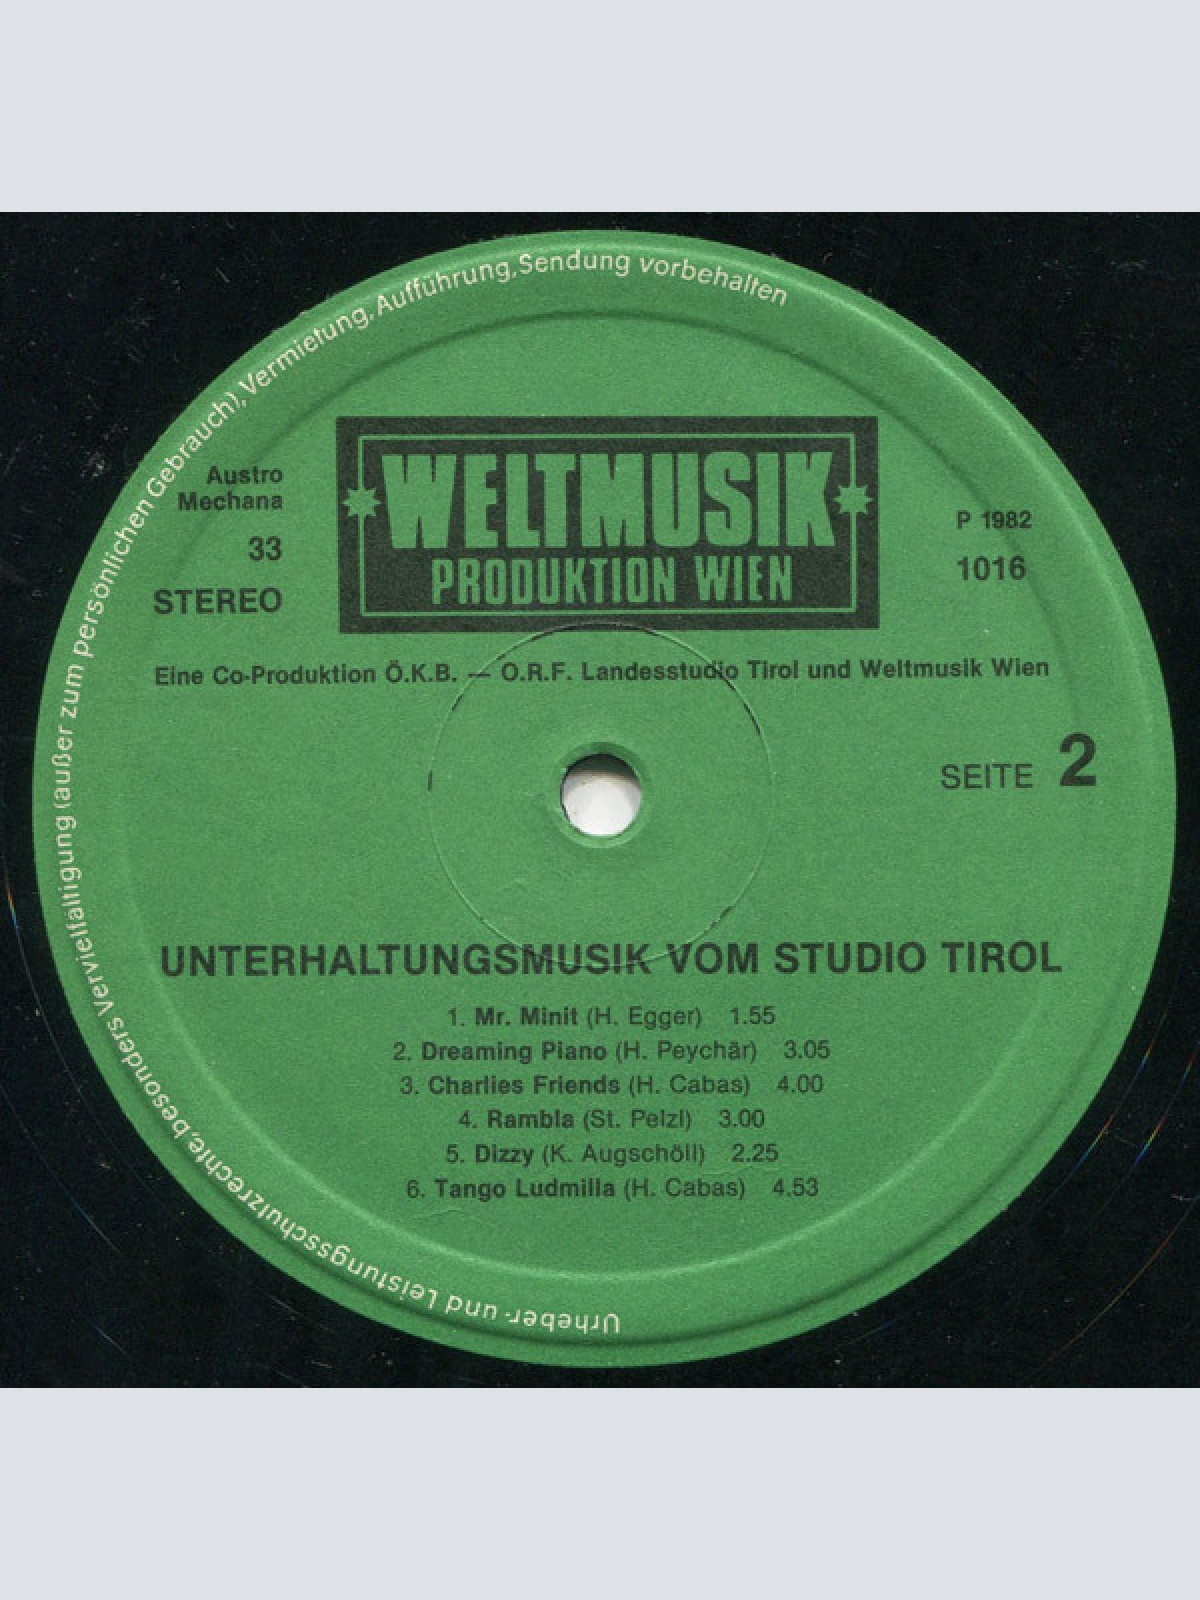 Urheber- und Leistungsschutzrechte, besonders Vervielfältigung (außer zum persönlichen Gebrauch), Vermietung, Aufführung, Sendung vorbehalten
WELTMUSIK
PRODUKTION WIEN
Austro
Mechana
33
STEREO
P 1982
1016
Eine Co-Produktion Ö.K.B. — O.R.F. Landesstudio Tirol und Weltmusik Wien
SEITE 2
UNTERHALTUNGSMUSIK VOM STUDIO TIROL
1. Mr. Minit (H. Egger) 1.55
2. Dreaming Piano (H. Peychär) 3.05
3. Charlies Friends (H. Cabas) 4.00
4. Rambla (St. Pelzl) 3.00
5. Dizzy (K. Augschöll) 2.25
6. Tango Ludmilla (H. Cabas) 4.53